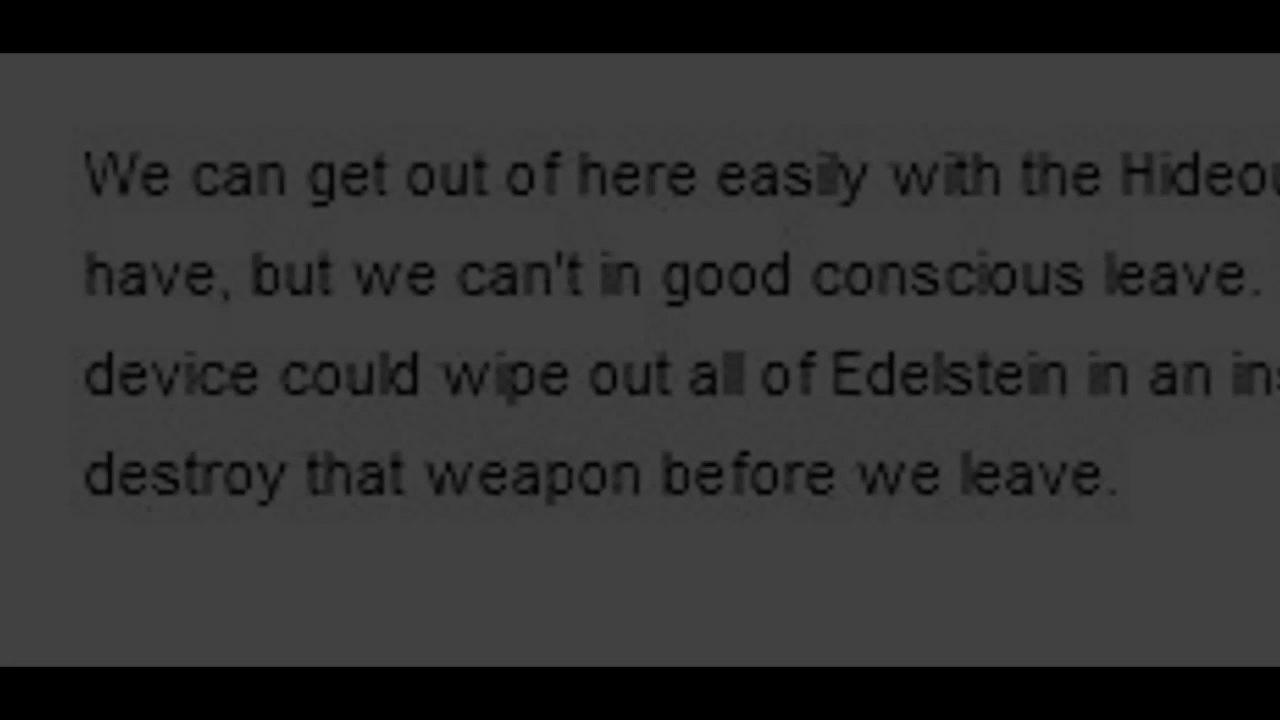 We can get out of here easily with the
have, but we can't in good conscious leave.
device could wipe out all of Edelstein in an
destroy that weapon before we leave.